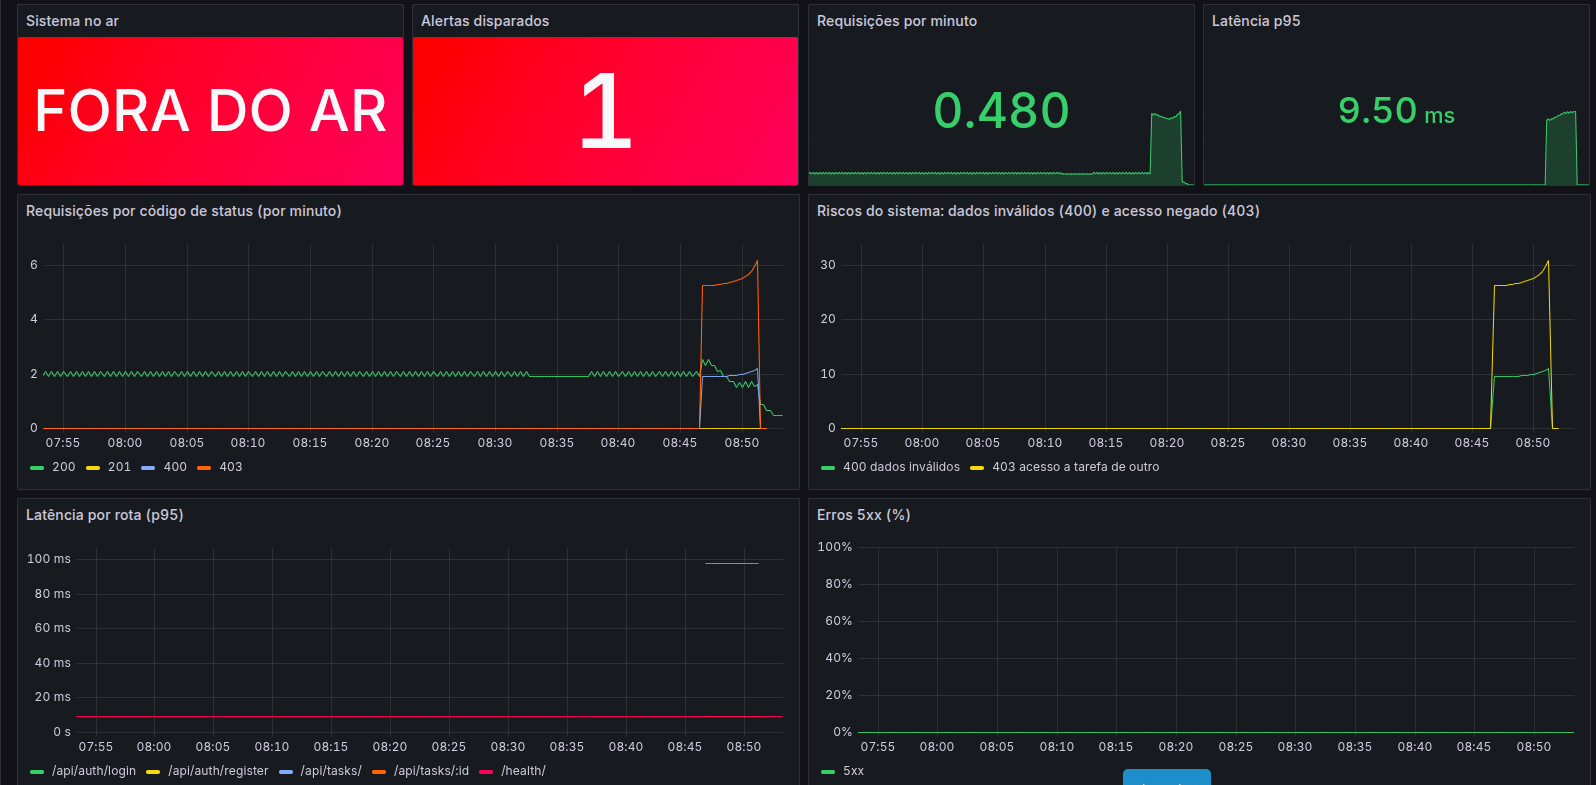 Sistema no ar
Alertas disparados
Requisições por minuto
Latência p95
FORA DO AR
1
0.480
9.50 ms
Requisições por código de status (por minuto)
6
4
2
0
07:55 08:00 08:05 08:10 08:15 08:20 08:25 08:30 08:35 08:40 08:45 08:50
200 201 400 403
Riscos do sistema: dados inválidos (400) e acesso negado (403)
30
20
10
0
07:55 08:00 08:05 08:10 08:15 08:20 08:25 08:30 08:35 08:40 08:45 08:50
400 dados inválidos 403 acesso a tarefa de outro
Latência por rota (p95)
100 ms
80 ms
60 ms
40 ms
20 ms
0 s
07:55 08:00 08:05 08:10 08:15 08:20 08:25 08:30 08:35 08:40 08:45 08:50
/api/auth/login /api/auth/register /api/tasks/ /api/tasks/:id /health/
Erros 5xx (%)
100%
80%
60%
40%
20%
0%
07:55 08:00 08:05 08:10 08:15 08:20 08:25 08:30 08:35 08:40 08:45 08:50
5xx